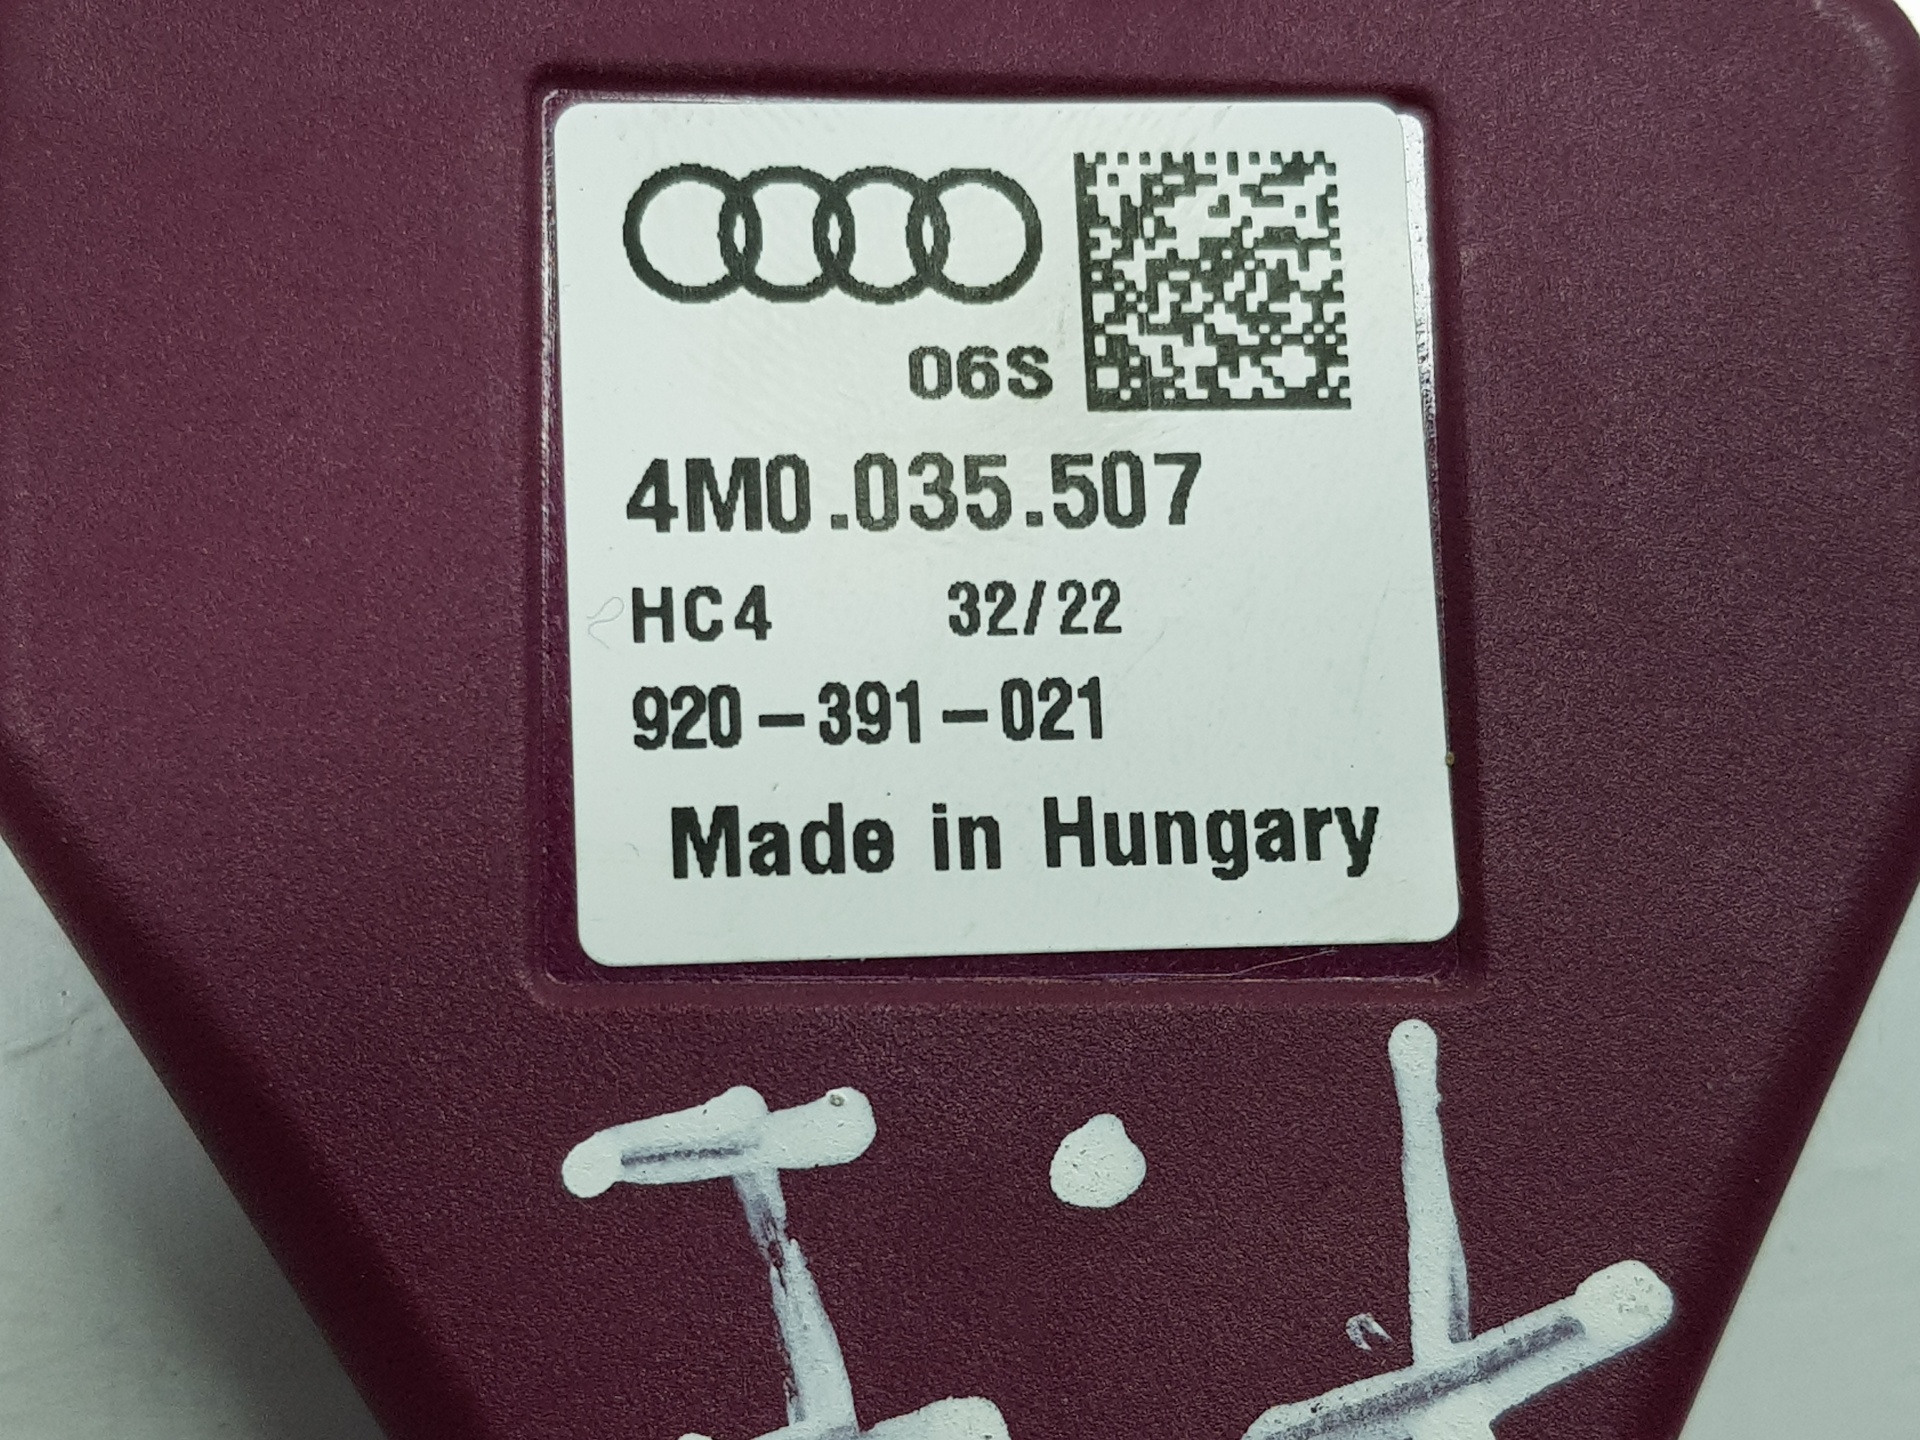 06S
4M0.035.507
HC4 32/22
920-391-021
Made in Hungary